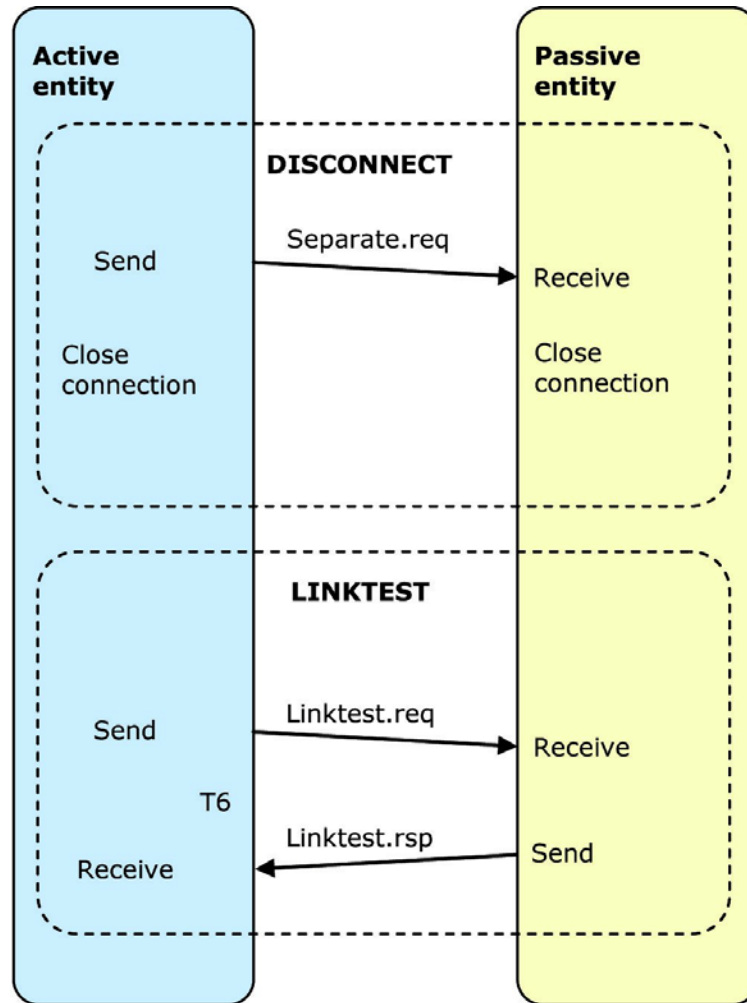 Active
entity
Passive
entity
DISCONNECT
Separate.req
Send
Receive
Close
connection
Close
connection
LINKTEST
Linktest.req
Send
Receive
T6
Linktest.rsp
Send
Receive